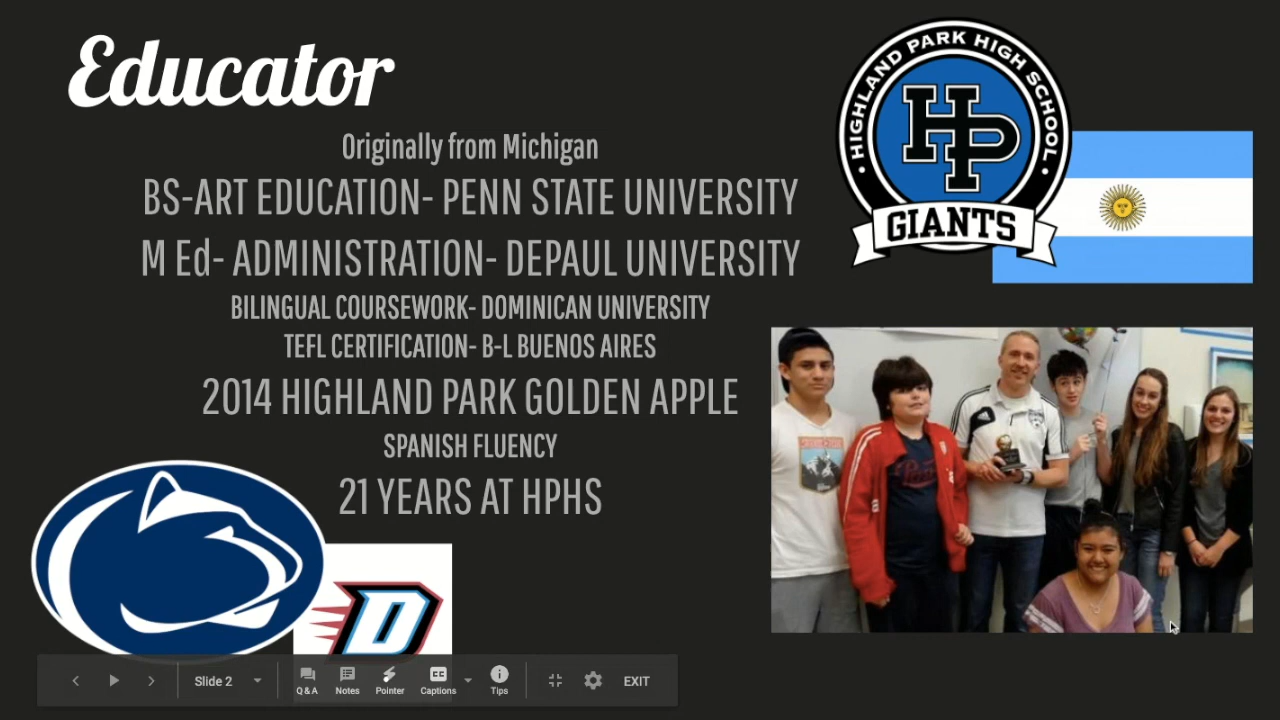 Educator
Originally from Michigan
BS-ART EDUCATION- PENN STATE UNIVERSITY
M Ed- ADMINISTRATION- DEPAUL UNIVERSITY
BILINGUAL COURSEWORK- DOMINICAN UNIVERSITY
TEFL CERTIFICATION- B-L BUENOS AIRES
2014 HIGHLAND PARK GOLDEN APPLE
SPANISH FLUENCY
21 YEARS AT HPHS
HIGHLAND PARK HIGH SCHOOL
HP
GIANTS
D
Slide 2
Q & A
Notes
Pointer
CC
Captions
Tips
EXIT